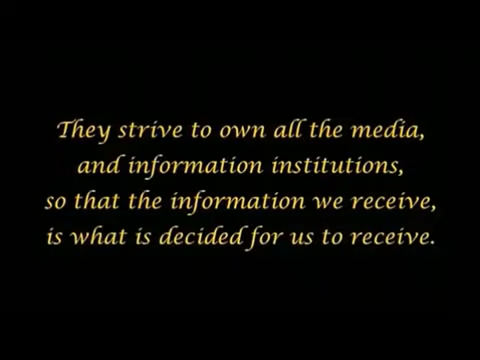 They strive to own all the media,
and information institutions,
so that the information we receive,
is what is decided for us to receive.